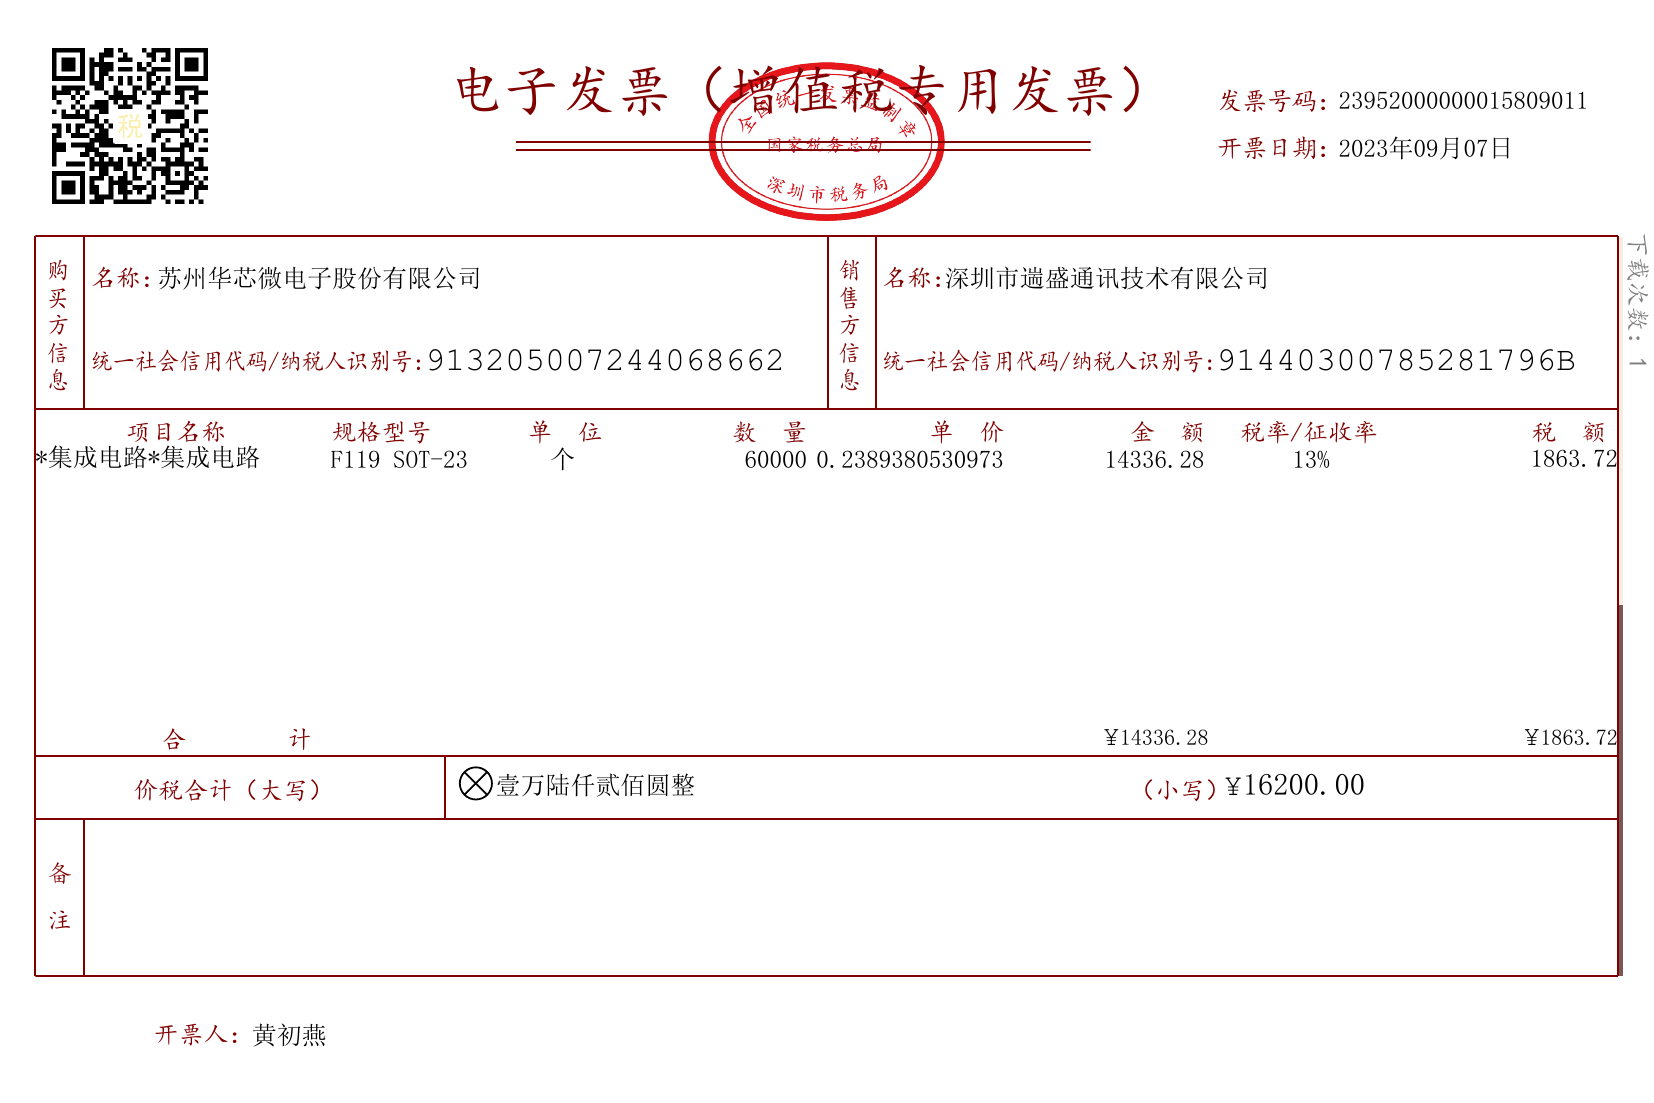 电子发票（增值税专用发票）
全国统一发票监制章
国家税务总局
深圳市税务局
税
发票号码：23952000000015809011
开票日期：2023年09月07日
下载次数：1
购买方信息
名称：苏州华芯微电子股份有限公司
统一社会信用代码/纳税人识别号：913205007244068662
销售方信息
名称：深圳市遄盛通讯技术有限公司
统一社会信用代码/纳税人识别号：91440300785281796B
项目名称 规格型号 单位 数量 单价 金额 税率/征收率 税额
*集成电路*集成电路 F119 SOT-23 个 60000 0.2389380530973 14336.28 13% 1863.72
合计 ¥14336.28 ¥1863.72
价税合计（大写） 壹万陆仟贰佰圆整 （小写）¥16200.00
备注
开票人：黄初燕